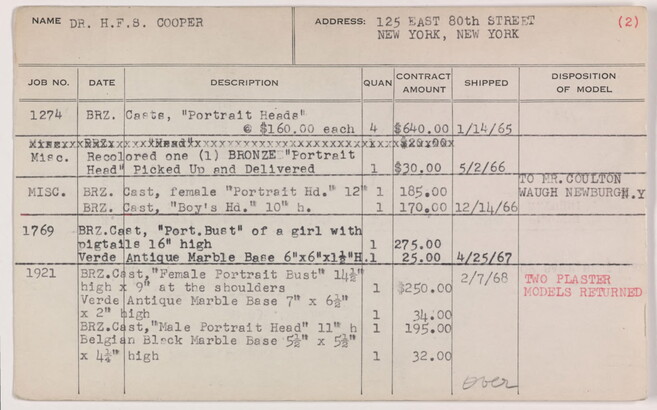 NAME DR. H.F.S. COOPER ADDRESS: 125 EAST 80th STREET (2)
NEW YORK, NEW YORK
JOB NO. DATE DESCRIPTION QUAN CONTRACT AMOUNT SHIPPED DISPOSITION OF MODEL
1274 BRZ. Casts, "Portrait Heads"
@ $160.00 each 4 $640.00 1/14/65
Misc. Recolored one (1) BRONZE "Portrait
Head" Picked Up and Delivered 1 $30.00 5/2/66
TO MR. COULTON
MISC. BRZ. Cast, female "Portrait Hd." 12" 1 185.00 WAUGH NEWBURGH N.Y
BRZ. Cast, "Boy's Hd." 10" h. 1 170.00 12/14/66
1769 BRZ.Cast, "Port.Bust" of a girl with
pigtails 16" high 1 275.00
Verde Antique Marble Base 6"x6"x1½"H. 1 25.00 4/25/67
1921 BRZ.Cast,"Female Portrait Bust" 14½" 2/7/68 TWO PLASTER
high x 9" at the shoulders 1 $250.00 MODELS RETURNED
Verde Antique Marble Base 7" x 6½"
x 2" high 1 34.00
BRZ.Cast,"Male Portrait Head" 11" h 1 195.00
Belgian Black Marble Base 5½" x 5½"
x 4¼" high 1 32.00
over